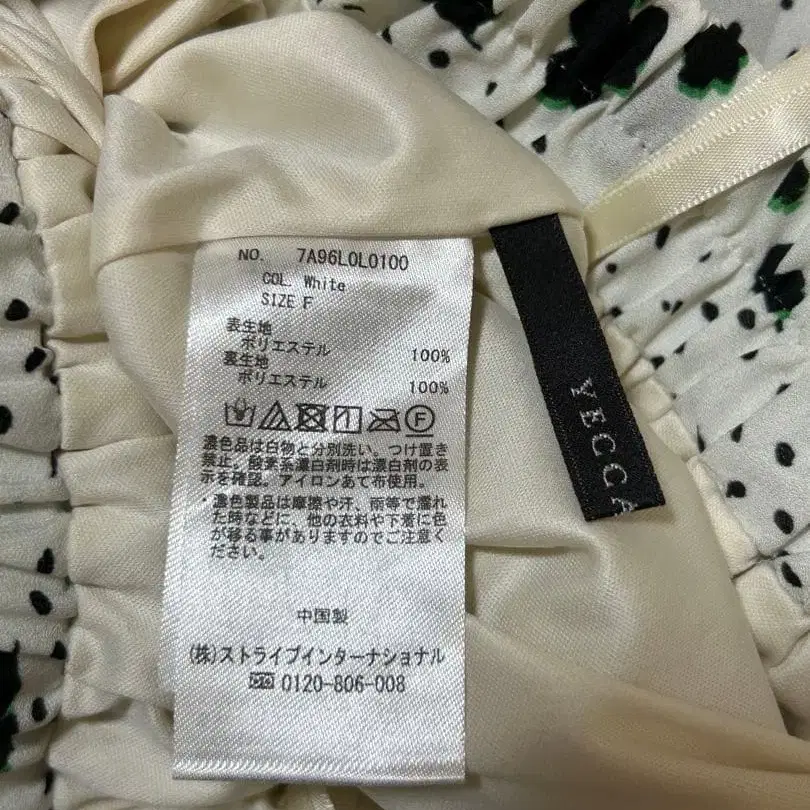 NO. 7A96L0L0100
COL. White
SIZE F
表生地
ポリエステル 100%
裏生地
ポリエステル 100%
F
濃色品は白物と分別洗い。つけ置き
禁止。酸素系漂白剤時は漂白剤の表
示を確認。アイロンあて布使用。
・濃色製品は摩擦や汗、雨等で濡れ
た時などに、他の衣料や下着に色
が移る事がありますのでご注意く
ださい。
中国製
(株)ストライプインターナショナル
0120-806-008
YECCA